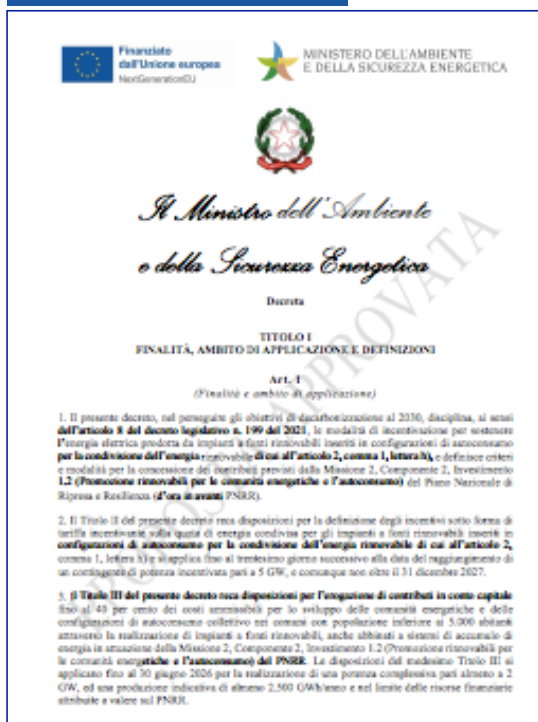 Finanziato
dall'Unione europea
NextGenerationEU
MINISTERO DELL'AMBIENTE
E DELLA SICUREZZA ENERGETICA
Il Ministro dell'Ambiente
e della Sicurezza Energetica
Decreta
TITOLO I
FINALITÀ, AMBITO DI APPLICAZIONE E DEFINIZIONI
Art. 1
(Finalità e ambito di applicazione)
1. Il presente decreto, nel perseguire gli obiettivi di decarbonizzazione al 2030, disciplina, ai sensi
dell'articolo 8 del decreto legislativo n. 199 del 2021, le modalità di incentivazione per sostenere
l'energia elettrica prodotta da impianti a fonti rinnovabili inseriti in configurazioni di autoconsumo
per la condivisione dell'energia rinnovabile di cui all'articolo 2, comma 1, lettera h), e definisce criteri
e modalità per la concessione dei contributi previsti dalla Missione 2, Componente 2, Investimento
1.2 (Promozione rinnovabili per le comunità energetiche e l'autoconsumo) del Piano Nazionale di
Ripresa e Resilienza (d'ora in avanti PNRR).
2. Il Titolo II del presente decreto reca disposizioni per la definizione degli incentivi sotto forma di
tariffa incentivante sulla quota di energia condivisa per gli impianti a fonti rinnovabili inseriti in
configurazioni di autoconsumo per la condivisione dell'energia rinnovabile di cui all'articolo 2,
comma 1, lettera h) e si applica fino al trentesimo giorno successivo alla data del raggiungimento di
un contingente di potenza incentivata pari a 5 GW, e comunque non oltre il 31 dicembre 2027.
3. Il Titolo III del presente decreto reca disposizioni per l'erogazione di contributi in conto capitale
fino al 40 per cento dei costi ammissibili per lo sviluppo delle comunità energetiche e delle
configurazioni di autoconsumo collettivo nei comuni con popolazione inferiore ai 5.000 abitanti
attraverso la realizzazione di impianti a fonti rinnovabili, anche abbinati a sistemi di accumulo di
energia in attuazione della Missione 2, Componente 2, Investimento 1.2 (Promozione rinnovabili per
le comunità energetiche e l'autoconsumo) del PNRR. Le disposizioni del medesimo Titolo III si
applicano fino al 30 giugno 2026 per la realizzazione di una potenza complessiva pari almeno a 2
GW, ed una produzione indicativa di almeno 2.500 GWh/anno e nel limite delle risorse finanziarie
attribuite a valere sul PNRR.